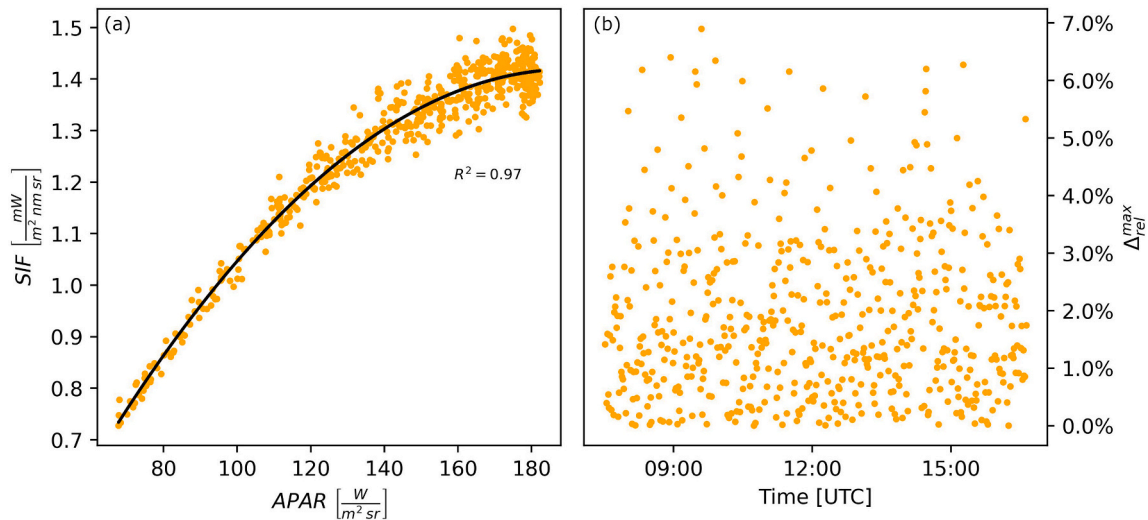 (a)
1.5
1.4
1.3
1.2
1.1
1.0
0.9
0.8
0.7
SIF [mW / m² nm sr]
R² = 0.97
80 100 120 140 160 180
APAR [W / m² sr]
(b)
7.0%
6.0%
5.0%
4.0%
3.0%
2.0%
1.0%
0.0%
Δ_rel^max
09:00 12:00 15:00
Time [UTC]